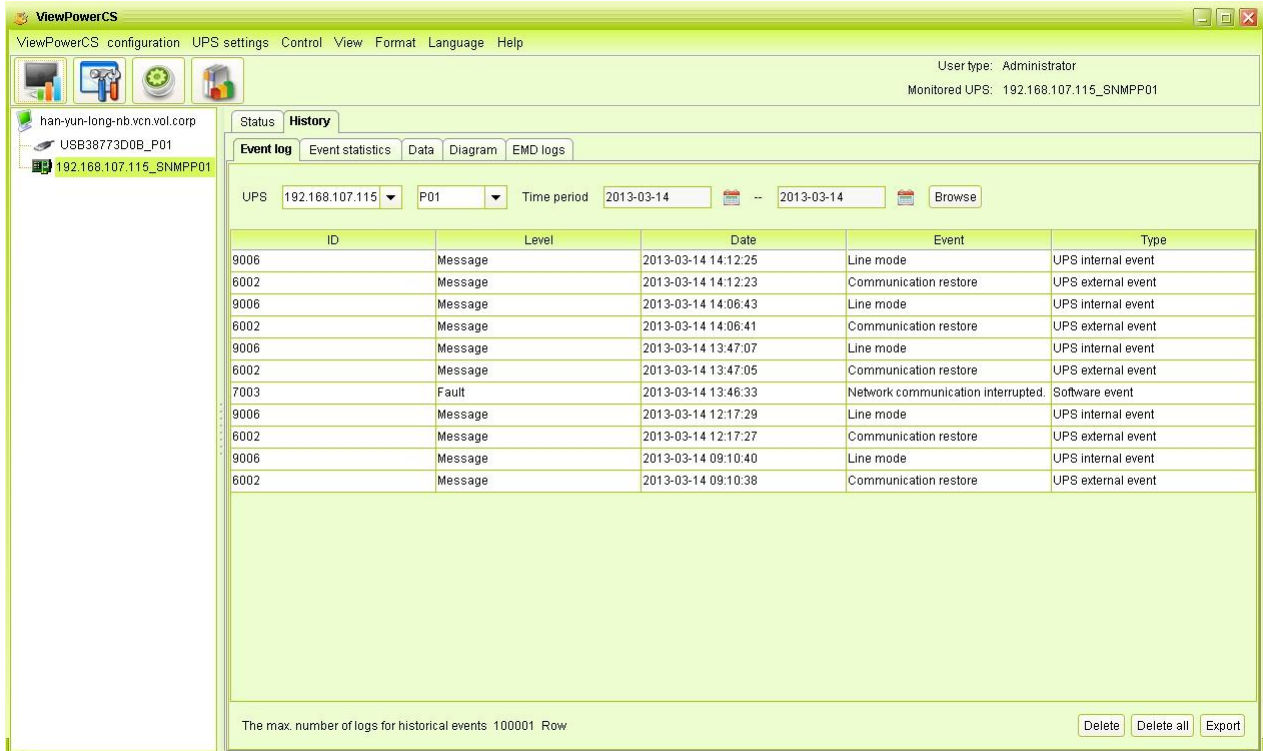 ViewPowerCS
ViewPowerCS configuration UPS settings Control View Format Language Help
User type: Administrator
Monitored UPS: 192.168.107.115_SNMPP01
han-yun-long-nb.vcn.vol.corp
USB38773D0B_P01
192.168.107.115_SNMPP01
Status History
Event log Event statistics Data Diagram EMD logs
UPS 192.168.107.115 P01 Time period 2013-03-14 -- 2013-03-14 Browse
ID Level Date Event Type
9006 Message 2013-03-14 14:12:25 Line mode UPS internal event
6002 Message 2013-03-14 14:12:23 Communication restore UPS external event
9006 Message 2013-03-14 14:06:43 Line mode UPS internal event
6002 Message 2013-03-14 14:06:41 Communication restore UPS external event
9006 Message 2013-03-14 13:47:07 Line mode UPS internal event
6002 Message 2013-03-14 13:47:05 Communication restore UPS external event
7003 Fault 2013-03-14 13:46:33 Network communication interrupted. Software event
9006 Message 2013-03-14 12:17:29 Line mode UPS internal event
6002 Message 2013-03-14 12:17:27 Communication restore UPS external event
9006 Message 2013-03-14 09:10:40 Line mode UPS internal event
6002 Message 2013-03-14 09:10:38 Communication restore UPS external event
The max. number of logs for historical events 100001 Row
Delete Delete all Export